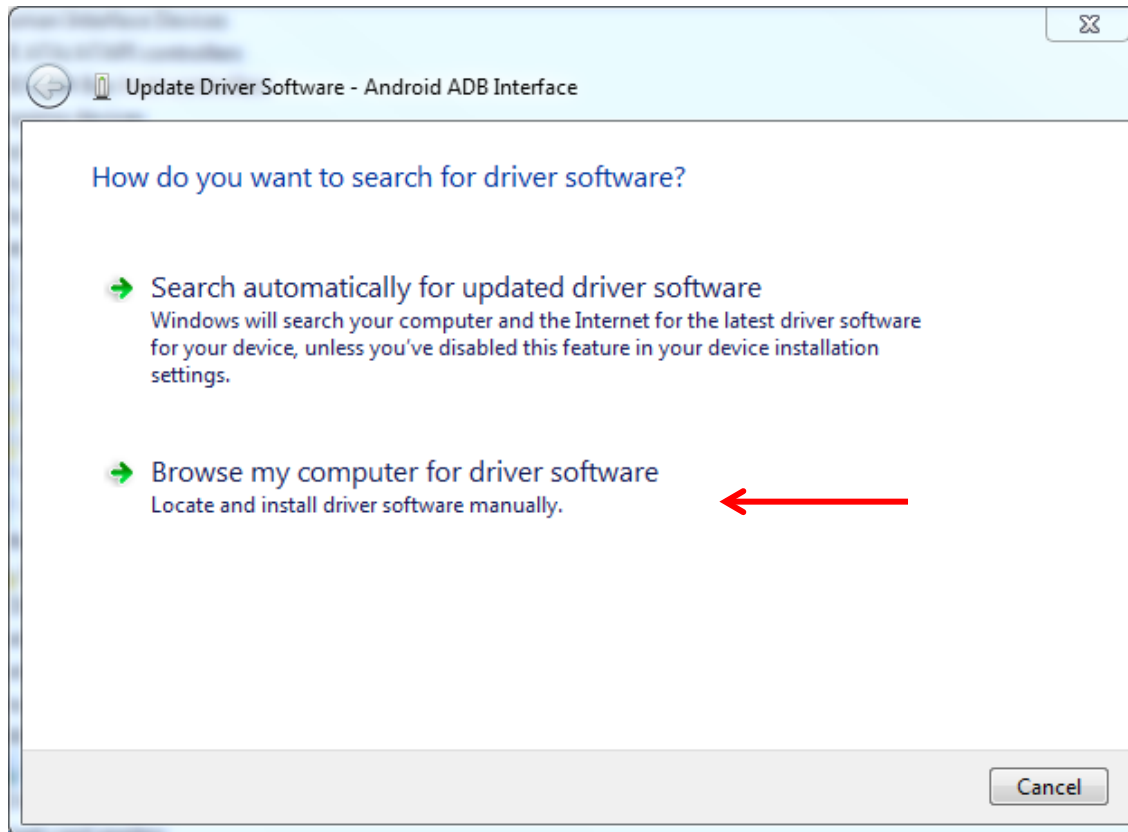 Update Driver Software - Android ADB Interface
How do you want to search for driver software?
Search automatically for updated driver software
Windows will search your computer and the Internet for the latest driver software
for your device, unless you've disabled this feature in your device installation
settings.
Browse my computer for driver software
Locate and install driver software manually.
Cancel